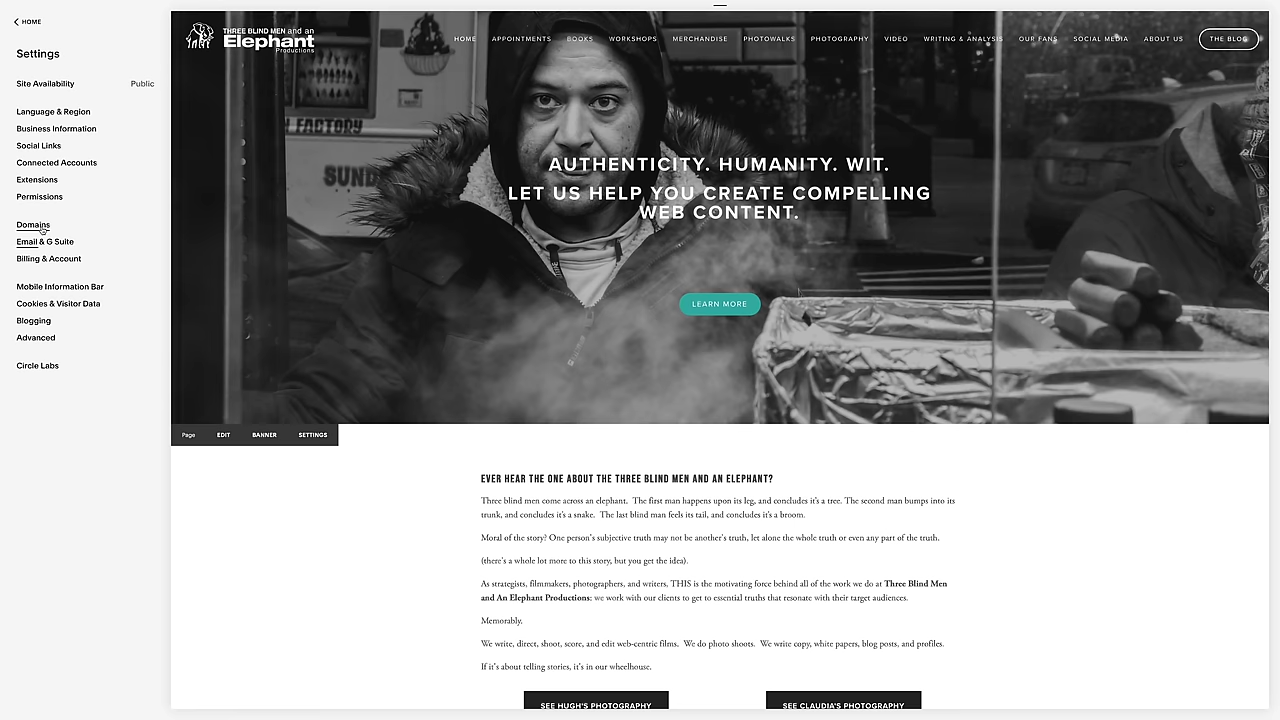 HOME
Settings
Site Availability Public
Language & Region
Business Information
Social Links
Connected Accounts
Extensions
Permissions
Domains
Email & G Suite
Billing & Account
Mobile Information Bar
Cookies & Visitor Data
Blogging
Advanced
Circle Labs
THREE BLIND MEN and an
Elephant
Productions
HOME APPOINTMENTS BOOKS WORKSHOPS MERCHANDISE PHOTOWALKS PHOTOGRAPHY VIDEO WRITING & ANALYSIS OUR FANS SOCIAL MEDIA ABOUT US THE BLOG
FACTORY
SUND
AUTHENTICITY. HUMANITY. WIT.
LET US HELP YOU CREATE COMPELLING
WEB CONTENT.
LEARN MORE
Page EDIT BANNER SETTINGS
EVER HEAR THE ONE ABOUT THE THREE BLIND MEN AND AN ELEPHANT?
Three blind men come across an elephant. The first man happens upon its leg, and concludes it's a tree. The second man bumps into its
trunk, and concludes it's a snake. The last blind man feels its tail, and concludes it's a broom.
Moral of the story? One person's subjective truth may not be another's truth, let alone the whole truth or even any part of the truth.
(there's a whole lot more to this story, but you get the idea).
As strategists, filmmakers, photographers, and writers, THIS is the motivating force behind all of the work we do at Three Blind Men
and An Elephant Productions: we work with our clients to get to essential truths that resonate with their target audiences.
Memorably.
We write, direct, shoot, score, and edit web-centric films. We do photo shoots. We write copy, white papers, blog posts, and profiles.
If it's about telling stories, it's in our wheelhouse.
SEE HUGH'S PHOTOGRAPHY SEE CLAUDIA'S PHOTOGRAPHY